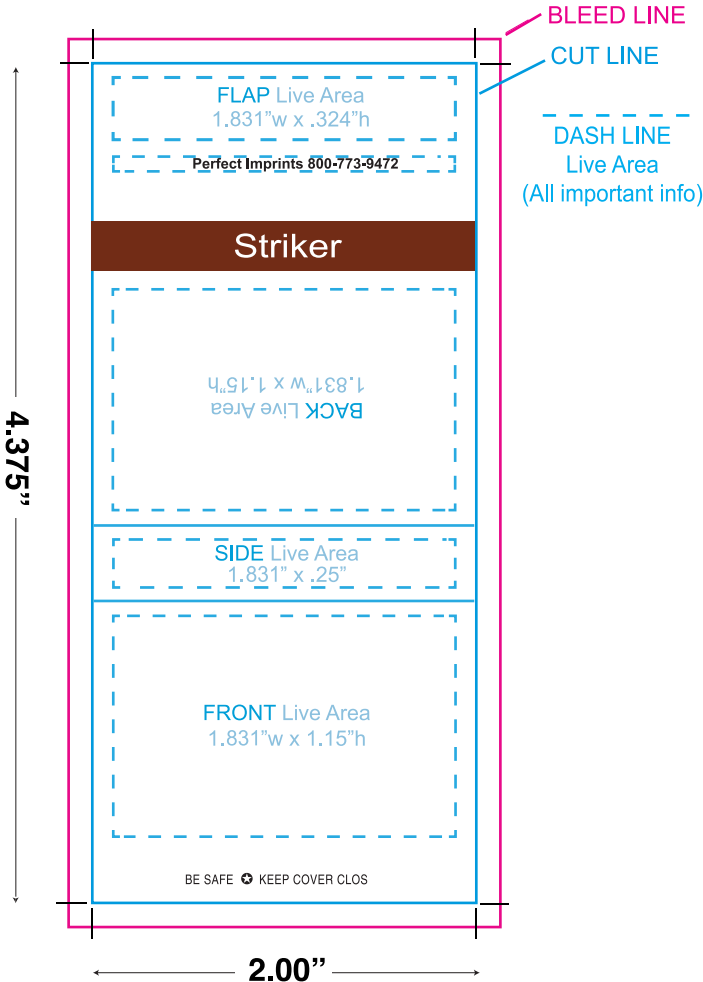 BLEED LINE
CUT LINE
FLAP Live Area
1.831”w x .324”h
DASH LINE
Live Area
(All important info)
Perfect Imprints 800-773-9472
Striker
BACK Live Area
1.831”w x 1.15”h
4.375”
SIDE Live Area
1.831” x .25”
FRONT Live Area
1.831”w x 1.15”h
BE SAFE ✪ KEEP COVER CLOS
2.00”